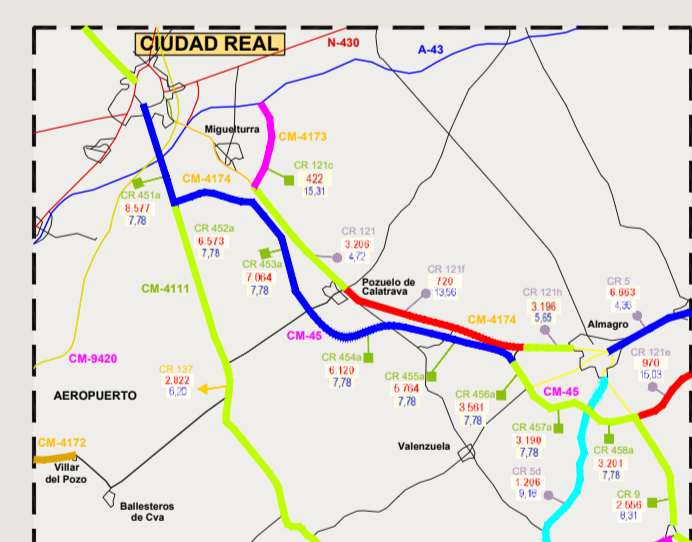 CIUDAD REAL
N-430
A-43
Miguelturra
CM-4173
CR 121c
422
15,31
CM-4174
CR 451a
8.577
7,78
CR 452a
6.573
7,78
CR 453a
7.064
7,78
CR 121
3.206
4,72
CM-4111
Pozuelo de
Calatrava
CR 121f
720
13,56
CR 121h
3.196
5,65
CR 5
6.663
4,36
CM-4174
Almagro
CM-45
CM-9420
CR 454a
6.120
7,78
CR 121e
970
15,03
CR 137
2.822
6,20
CR 455a
5.764
7,78
CR 456a
3.561
7,78
CM-45
AEROPUERTO
CR 457a
3.190
7,78
CR 458a
3.201
7,78
CM-4172
Villar
del Pozo
Valenzuela
CR 5d
1.206
9,18
CR 9
2.556
8,31
Ballesteros
de Cva